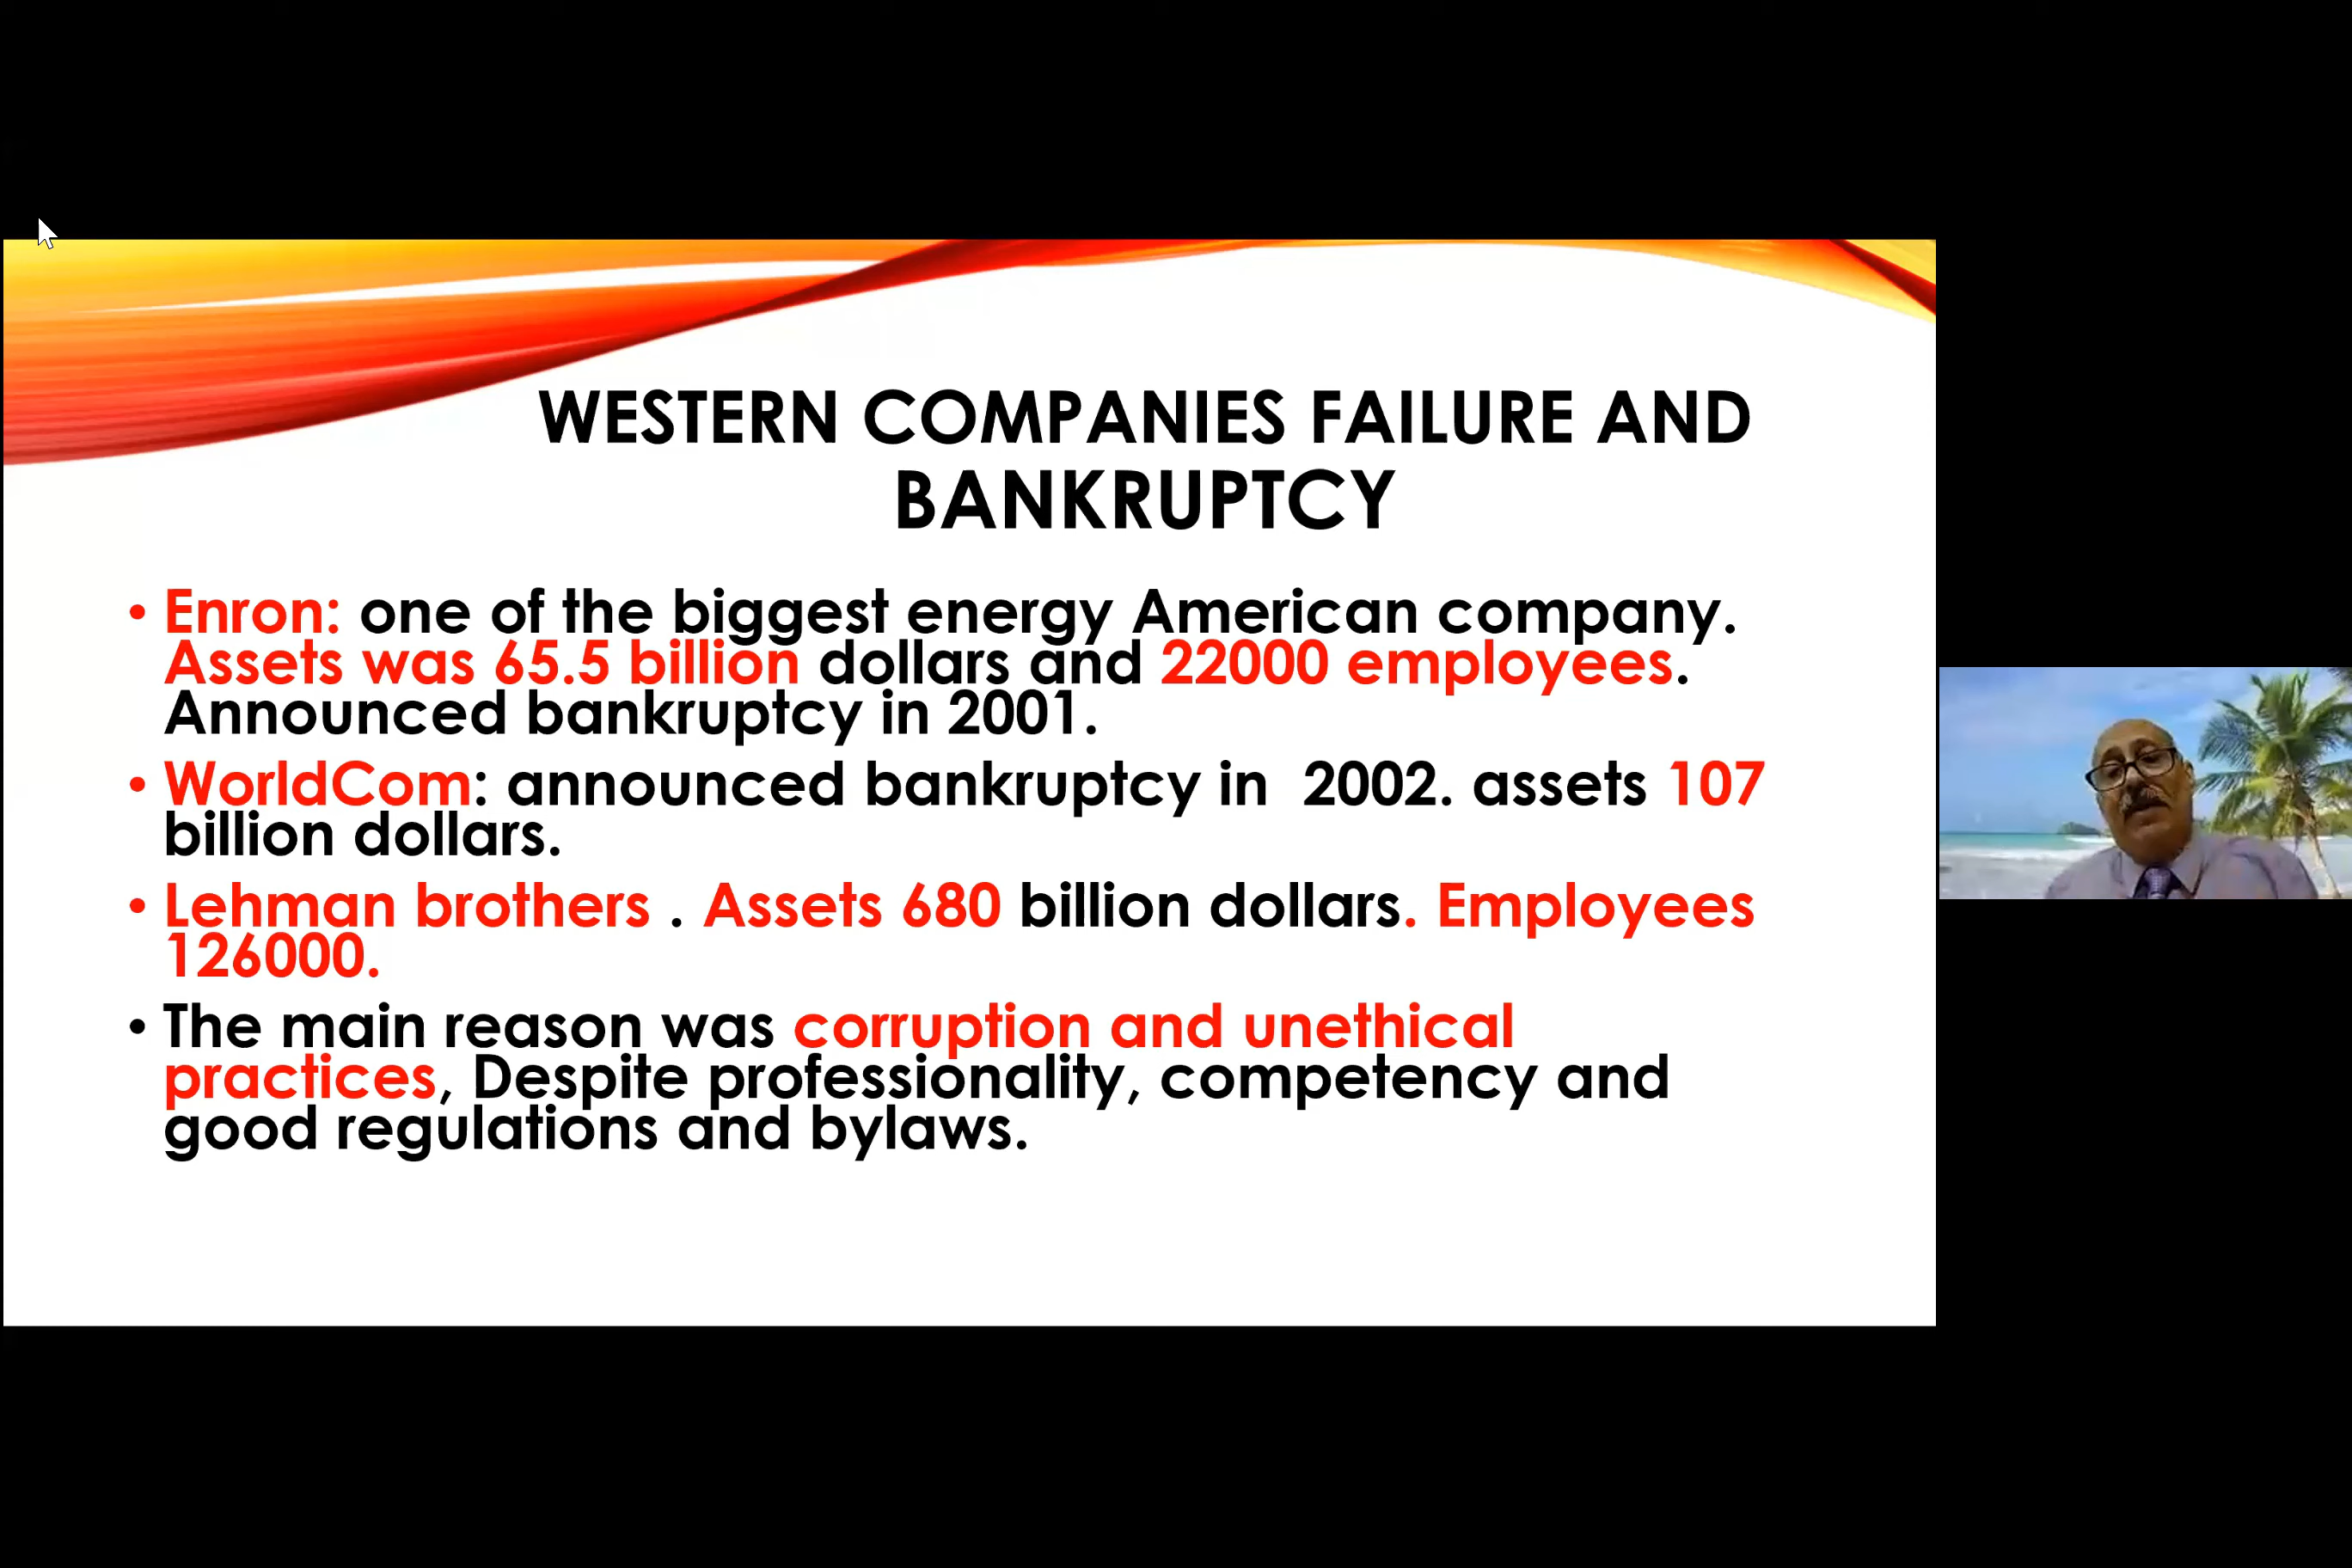 WESTERN COMPANIES FAILURE AND
BANKRUPTCY
• Enron: one of the biggest energy American company.
Assets was 65.5 billion dollars and 22000 employees.
Announced bankruptcy in 2001.
• WorldCom: announced bankruptcy in  2002. assets 107
billion dollars.
• Lehman brothers . Assets 680 billion dollars. Employees
126000.
• The main reason was corruption and unethical
practices, Despite professionality, competency and
good regulations and bylaws.